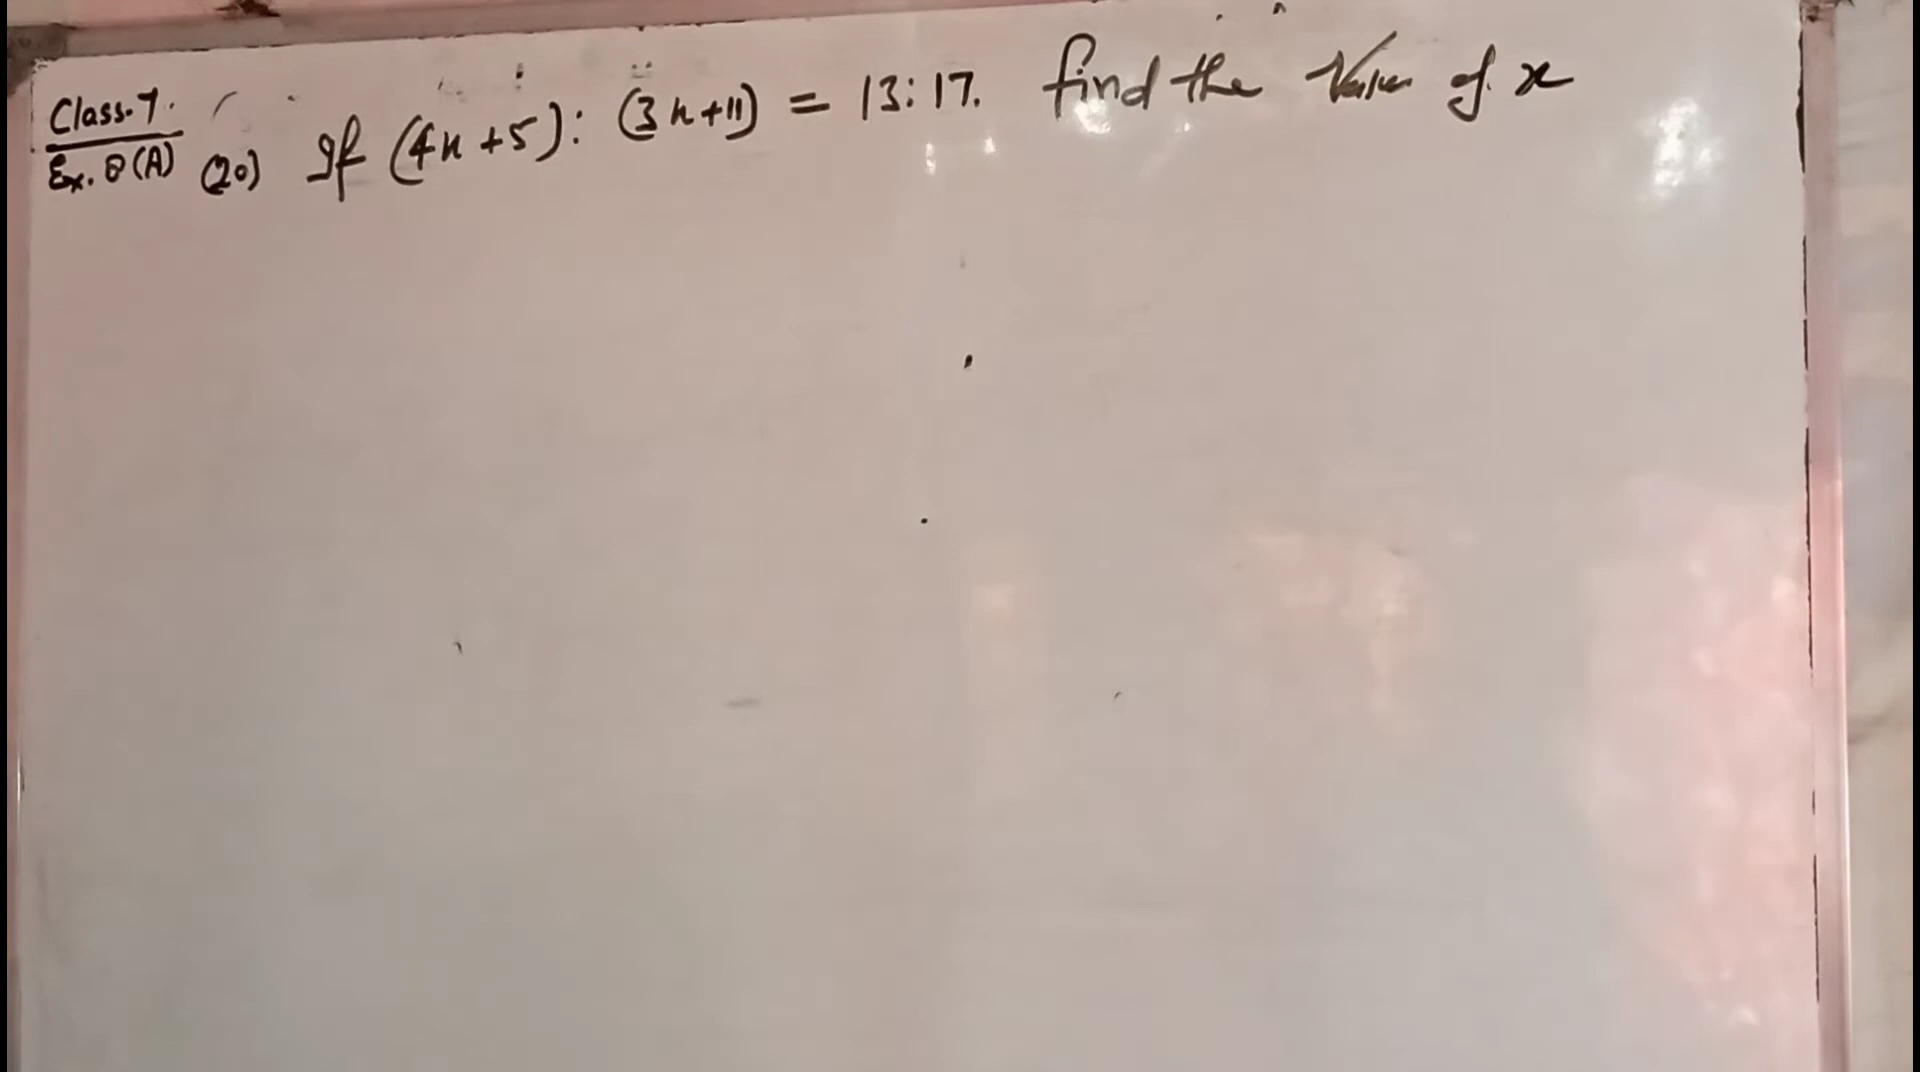 Class. 7.
Ex. 8(A) (20) If (4x+5) : (3x+11) = 13:17. find the Value of x